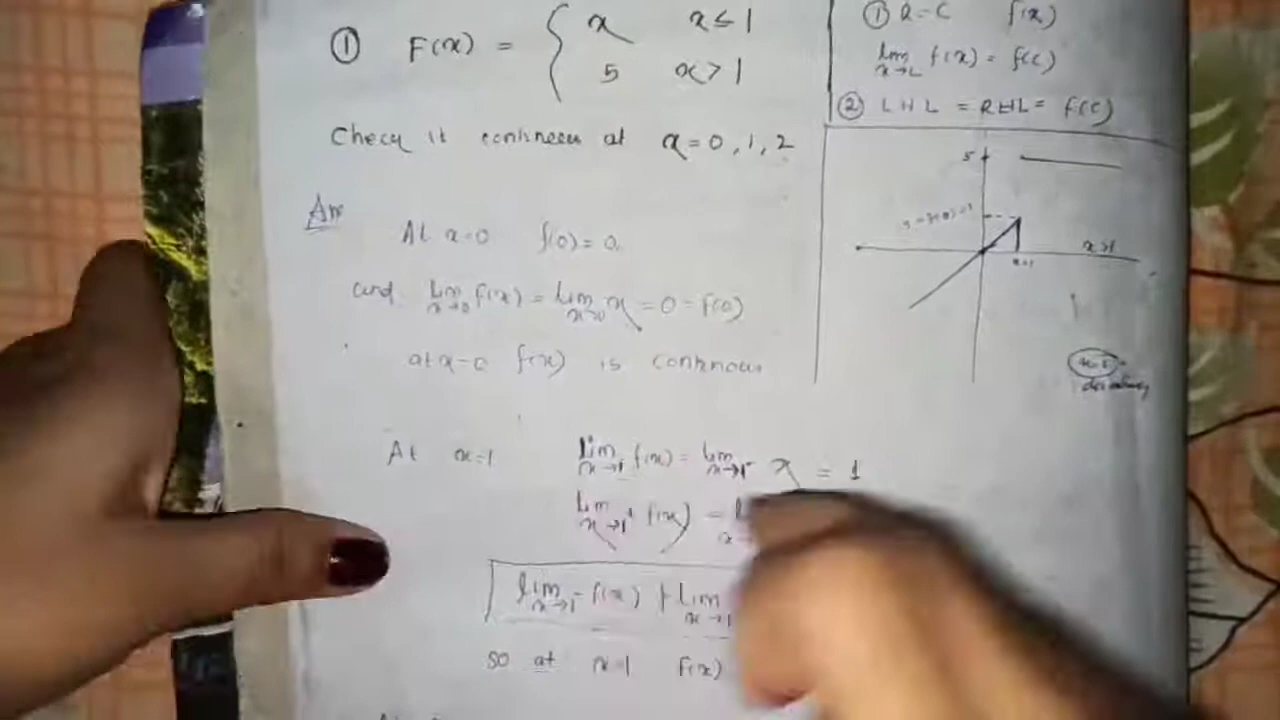 ① F(x) = { x x ≤ 1
5 x > 1
Check it at x = 0, 1, 2
Ans
At x=0 f(0) = 0
and lim x→0 f(x) = lim x→0 x = 0 = f(0)
at x=0 f(x) is
At x=1 lim x→1⁻ f(x) = lim x→1⁻ x = 1
lim x→1⁺ f(x) =
lim x→1⁻ f(x) ≠ lim x→1
so at x=1 f(x)
① x = c f(x)
lim x→c f(x) = f(c)
② LHL = RHL = f(c)
5
x>1
x=1